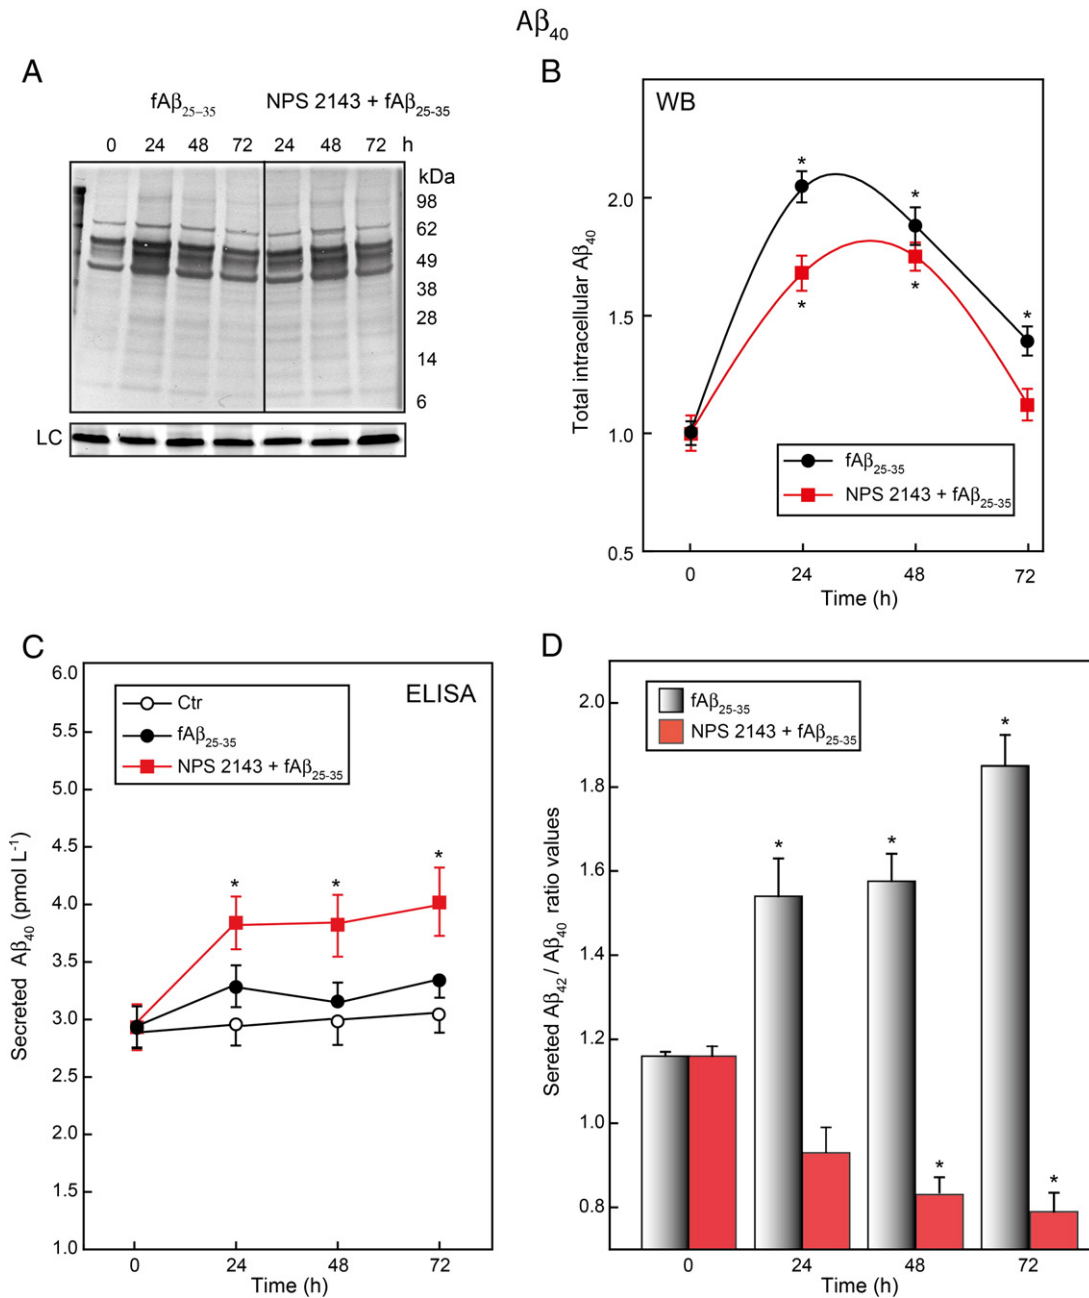 Aβ40
A
fAβ25-35 NPS 2143 + fAβ25-35
0 24 48 72 24 48 72 h
kDa
98
62
49
38
28
14
6
LC
B
WB
Total intracellular Aβ40
2.0
1.5
1.0
0.5
* * *
* *
fAβ25-35
NPS 2143 + fAβ25-35
0 24 48 72
Time (h)
C
ELISA
Ctr
fAβ25-35
NPS 2143 + fAβ25-35
Secreted Aβ40 (pmol L-1)
6.0
5.5
5.0
4.5
4.0
3.5
3.0
2.5
2.0
1.5
1.0
* * *
0 24 48 72
Time (h)
D
fAβ25-35
NPS 2143 + fAβ25-35
Sereted Aβ42 / Aβ40 ratio values
2.0
1.8
1.6
1.4
1.2
1.0
0.8
* * *
* *
0 24 48 72
Time (h)